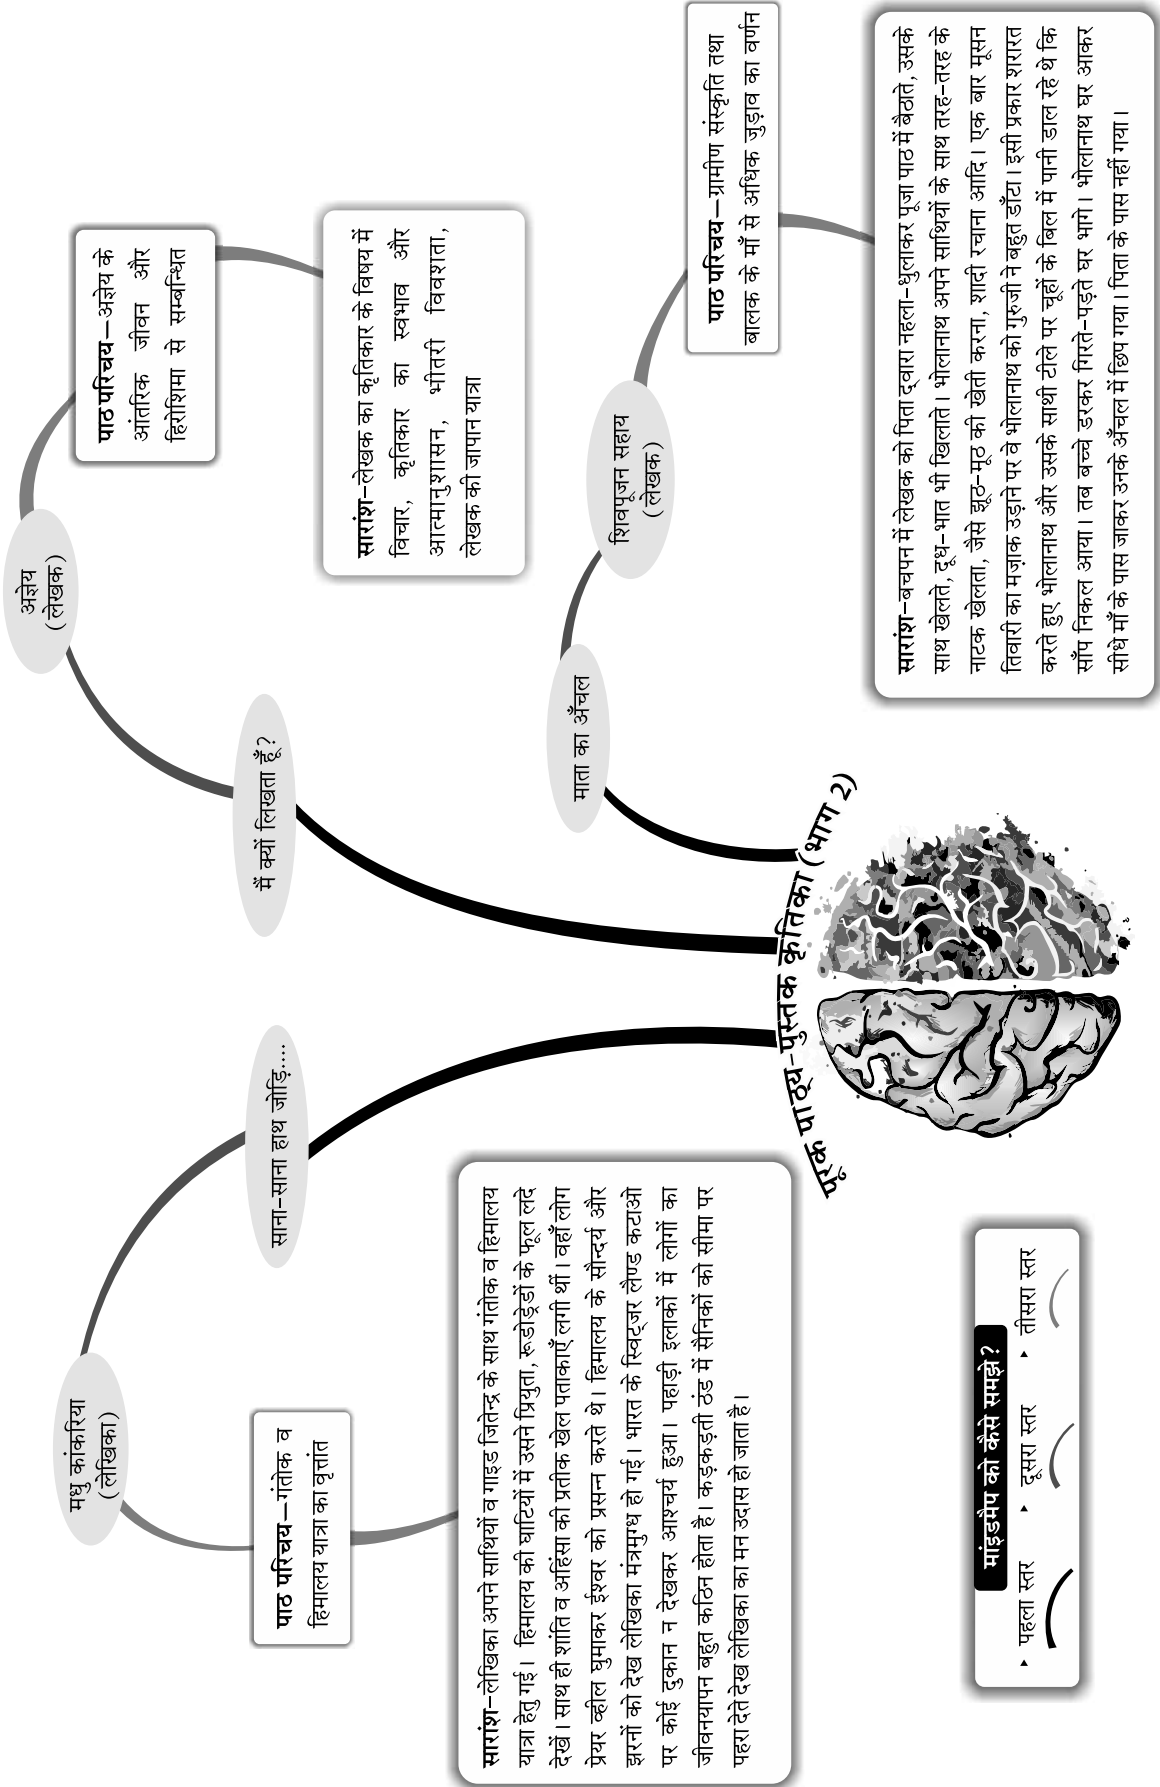 मधु कांकरिया
(लेखिका)
पाठ परिचय—गंतोक व
हिमालय यात्रा का वृत्तांत
साना-साना हाथ जोड़ि....
सारांश–लेखिका अपने साथियों व गाइड जितेन्द्र के साथ गंतोक व हिमालय
यात्रा हेतु गई। हिमालय की घाटियों में उसने प्रियुता, रूडोड्रेडों के फूल लदे
देखें। साथ ही शांति व अहिंसा की प्रतीक खेल पताकाएँ लगी थीं। वहाँ लोग
प्रेयर व्हील घुमाकर ईश्वर को प्रसन्न करते थे। हिमालय के सौन्दर्य और
झरनों को देख लेखिका मंत्रमुग्ध हो गई। भारत के स्विट्जर लैण्ड कटाओ
पर कोई दुकान न देखकर आश्चर्य हुआ। पहाड़ी इलाकों में लोगों का
जीवनयापन बहुत कठिन होता है। कड़कड़ती ठंड में सैनिकों को सीमा पर
पहरा देते देख लेखिका का मन उदास हो जाता है।
अज्ञेय
(लेखक)
पाठ परिचय—अज्ञेय के
आंतरिक जीवन और
हिरोशिमा से सम्बन्धित
मैं क्यों लिखता हूँ?
सारांश–लेखक का कृतिकार के विषय में
विचार, कृतिकार का स्वभाव और
आत्मानुशासन, भीतरी विवशता,
लेखक की जापान यात्रा
माता का अँचल
शिवपूजन सहाय
(लेखक)
पाठ परिचय—ग्रामीण संस्कृति तथा
बालक के माँ से अधिक जुड़ाव का वर्णन
सारांश–बचपन में लेखक को पिता द्वारा नहला-धुलाकर पूजा पाठ में बैठाते, उसके
साथ खेलते, दूध-भात भी खिलाते। भोलानाथ अपने साथियों के साथ तरह-तरह के
नाटक खेलता, जैसे झूठ-मूठ की खेती करना, शादी रचाना आदि। एक बार मूसन
तिवारी का मज़ाक उड़ाने पर वे भोलानाथ को गुरुजी ने बहुत डाँटा। इसी प्रकार शरारत
करते हुए भोलानाथ और उसके साथी टीले पर चूहों के बिल में पानी डाल रहे थे कि
साँप निकल आया। तब बच्चे डरकर गिरते-पड़ते घर भागे। भोलानाथ घर आकर
सीधे माँ के पास जाकर उनके अँचल में छिप गया। पिता के पास नहीं गया।
पूरक पाठ्य-पुस्तक कृतिका (भाग 2)
मांइडमैप को कैसे समझे?
▸ पहला स्तर ▸ दूसरा स्तर ▸ तीसरा स्तर